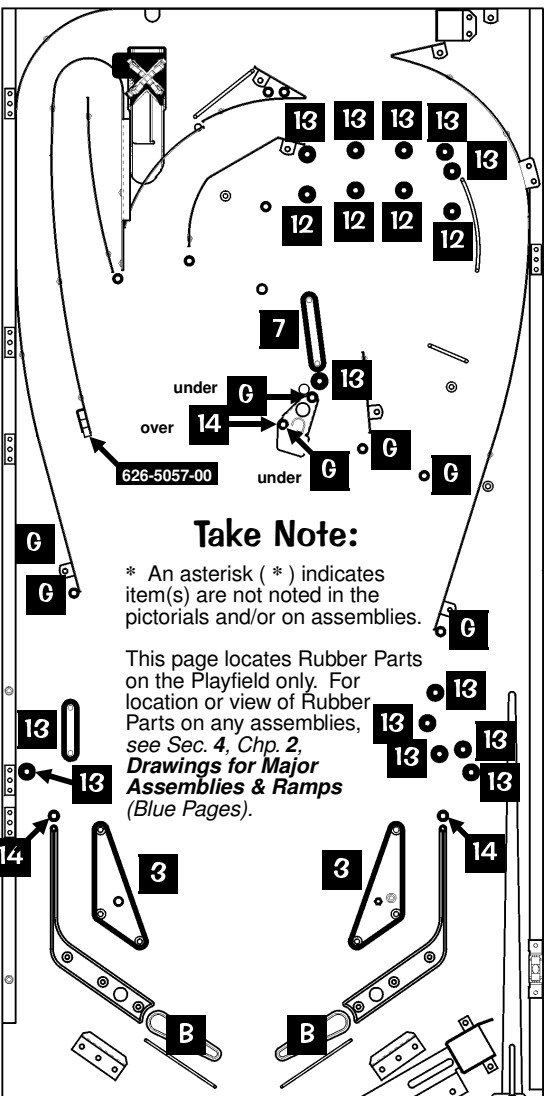 13 13 13 13
13
12 12 12 12
7
13
under G
over 14
under G
G
G
626-5057-00
Take Note:
G
G
* An asterisk ( * ) indicates
item(s) are not noted in the
pictorials and/or on assemblies.
G
This page locates Rubber Parts
on the Playfield only. For
location or view of Rubber
Parts on any assemblies,
see Sec. 4, Chp. 2,
Drawings for Major
Assemblies & Ramps
(Blue Pages).
13
13
13
13
13
13
13
14
14
3
3
B
B